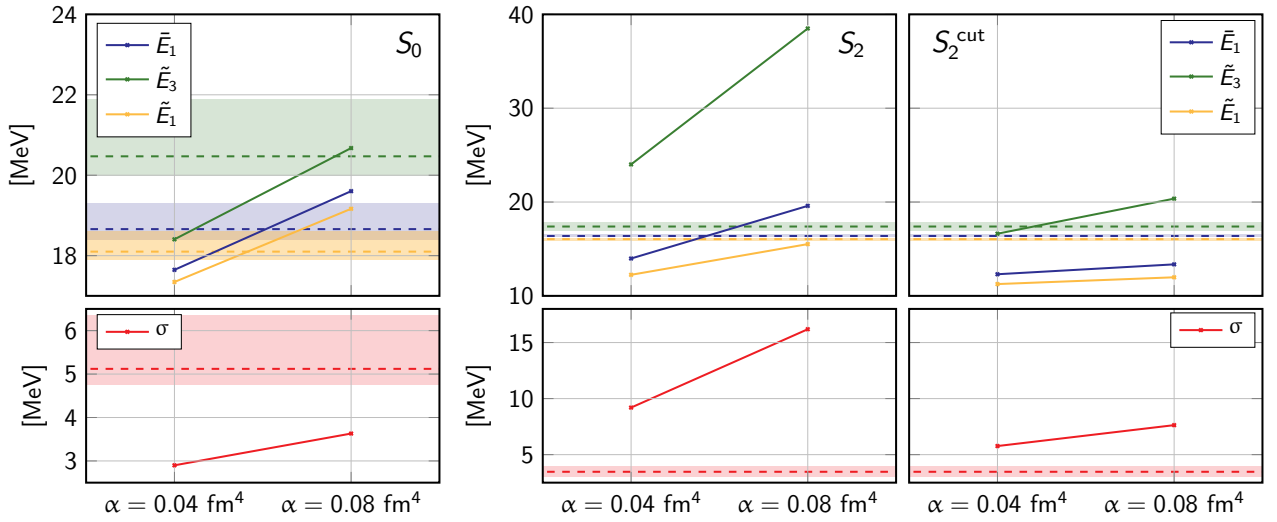 24
22
20
18
[MeV]
Ē₁
Ẽ₃
Ẽ₁
S₀
6
5
4
3
[MeV]
σ
α = 0.04 fm⁴
α = 0.08 fm⁴
40
30
20
10
[MeV]
S₂
15
10
5
[MeV]
α = 0.04 fm⁴
α = 0.08 fm⁴
S₂ᶜᵘᵗ
Ē₁
Ẽ₃
Ẽ₁
σ
α = 0.04 fm⁴
α = 0.08 fm⁴